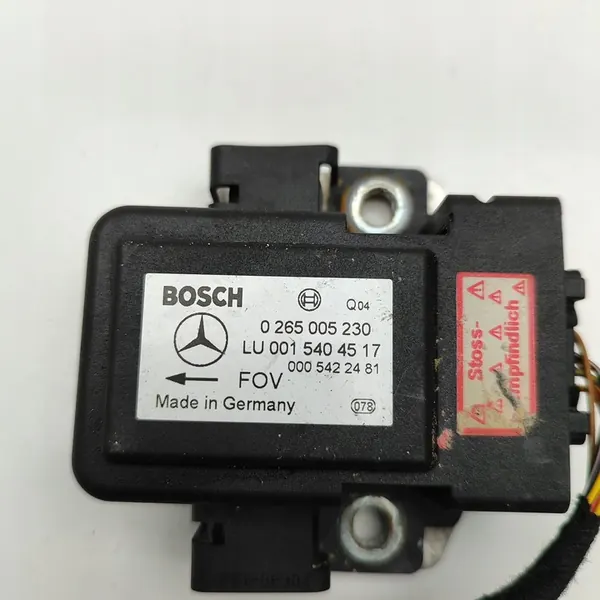 BOSCH
Q04
0 265 005 230
LU 001 540 45 17
000 542 24 81
FOV
Made in Germany
078
Stoss-
mpfindlich